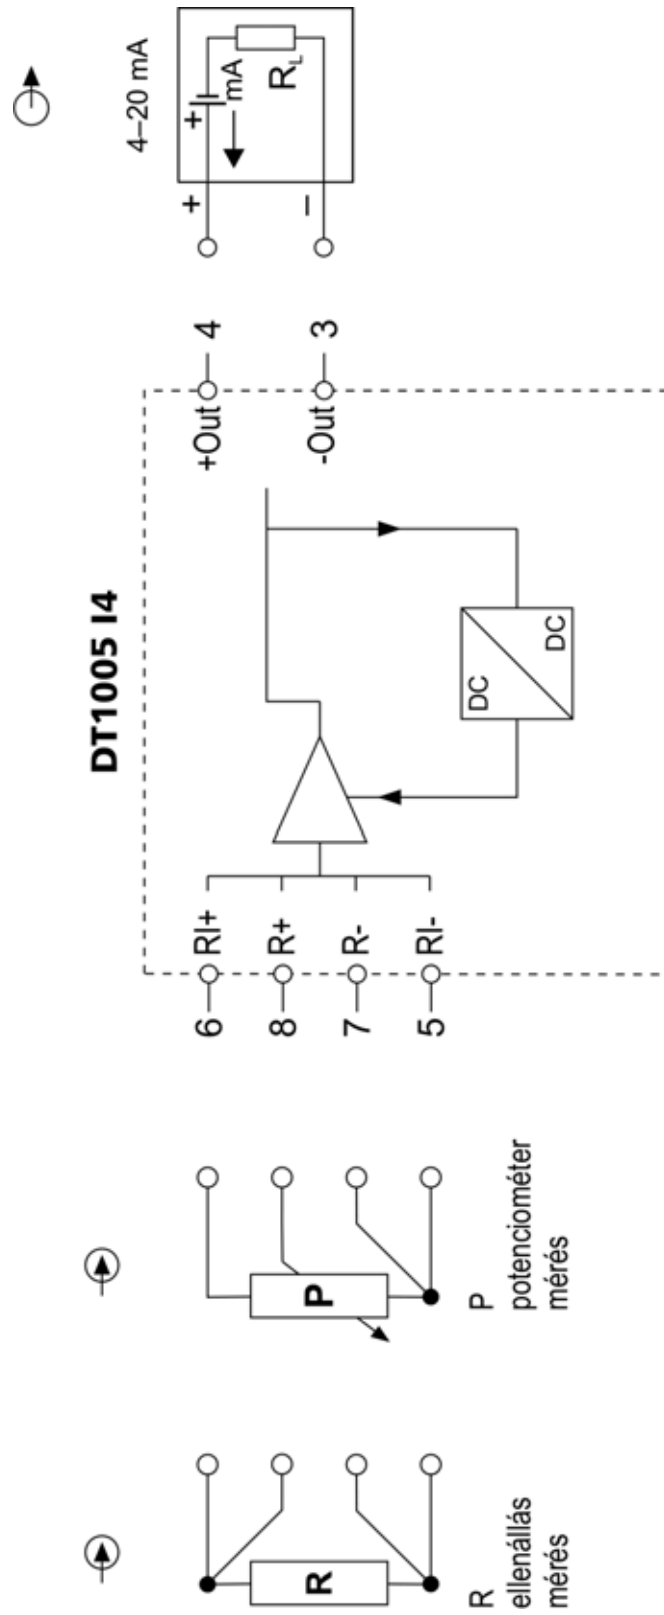 4–20 mA
+
mA
R_L
+
–
4
3
+Out
-Out
DT1005 I4
DC
DC
RI+
R+
R-
RI-
6
8
7
5
P
P
potenciométer
mérés
R
R
ellenállás
mérés